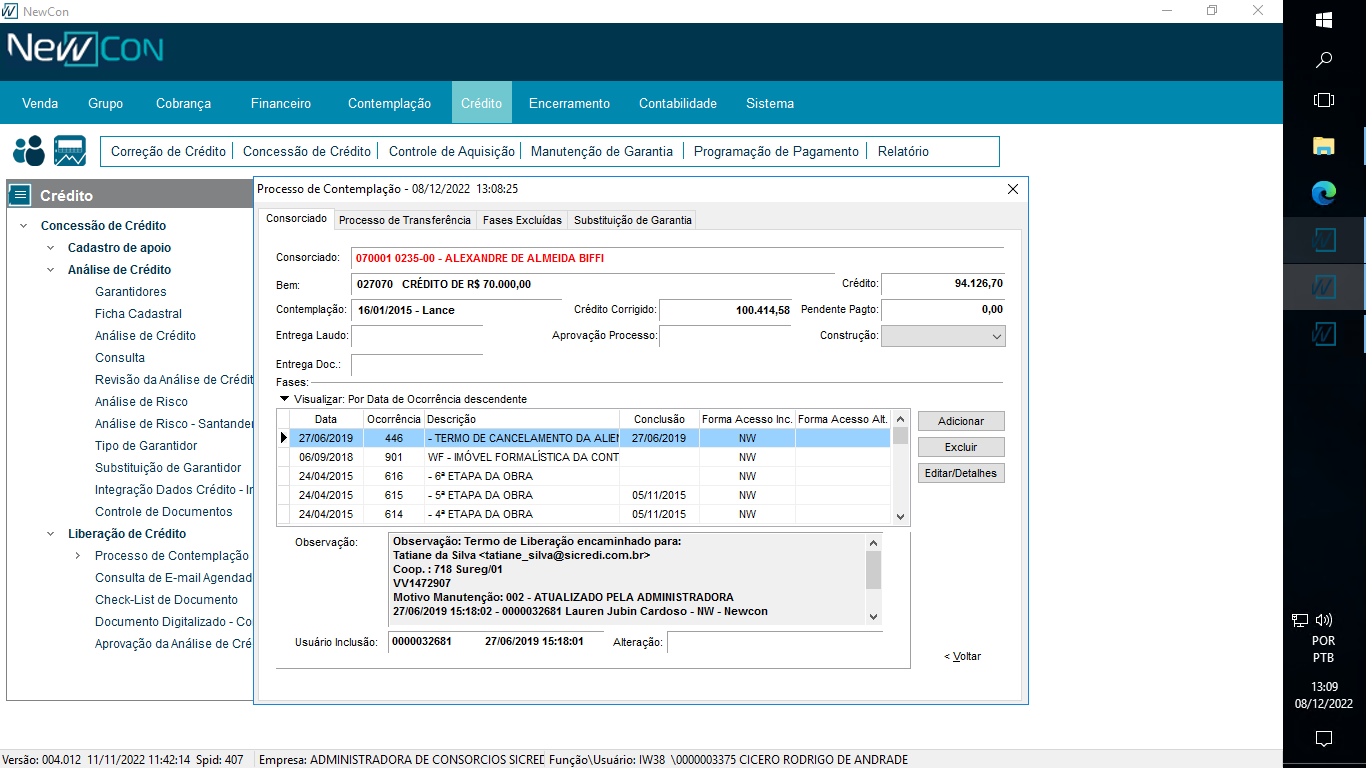 NewCon
NEWCON
Venda Grupo Cobrança Financeiro Contemplação Crédito Encerramento Contabilidade Sistema
Correção de Crédito Concessão de Crédito Controle de Aquisição Manutenção de Garantia Programação de Pagamento Relatório
Crédito
Concessão de Crédito
Cadastro de apoio
Análise de Crédito
Garantidores
Ficha Cadastral
Análise de Crédito
Consulta
Revisão da Análise de Crédit
Análise de Risco
Análise de Risco - Santander
Tipo de Garantidor
Substituição de Garantidor
Integração Dados Crédito - Ir
Controle de Documentos
Liberação de Crédito
Processo de Contemplação
Consulta de E-mail Agendad
Check-List de Documento
Documento Digitalizado - Co
Aprovação da Análise de Cré
Processo de Contemplação - 08/12/2022 13:08:25
Consorciado Processo de Transferência Fases Excluídas Substituição de Garantia
Consorciado: 070001 0235-00 - ALEXANDRE DE ALMEIDA BIFFI
Bem: 027070 CRÉDITO DE R$ 70.000,00 Crédito: 94.126,70
Contemplação: 16/01/2015 - Lance Crédito Corrigido: 100.414,58 Pendente Pagto: 0,00
Entrega Laudo: Aprovação Processo: Construção:
Entrega Doc.:
Fases:
Visualizar: Por Data de Ocorrência descendente
Data Ocorrência Descrição Conclusão Forma Acesso Inc. Forma Acesso Alt.
27/06/2019 446 - TERMO DE CANCELAMENTO DA ALIEN 27/06/2019 NW
06/09/2018 901 WF - IMÓVEL FORMALÍSTICA DA CONT NW
24/04/2015 616 - 6ª ETAPA DA OBRA NW
24/04/2015 615 - 5ª ETAPA DA OBRA 05/11/2015 NW
24/04/2015 614 - 4ª ETAPA DA OBRA 05/11/2015 NW
Adicionar
Excluir
Editar/Detalhes
Observação: Observação: Termo de Liberação encaminhado para:
Tatiane da Silva <tatiane_silva@sicredi.com.br>
Coop. : 718 Sureg/01
VV1472907
Motivo Manutenção: 002 - ATUALIZADO PELA ADMINISTRADORA
27/06/2019 15:18:02 - 0000032681 Lauren Jubin Cardoso - NW - Newcon
Usuário Inclusão: 0000032681 27/06/2019 15:18:01 Alteração:
< Voltar
Versão: 004.012 11/11/2022 11:42:14 Spid: 407 Empresa: ADMINISTRADORA DE CONSORCIOS SICRED Função\Usuário: IW38 \0000003375 CICERO RODRIGO DE ANDRADE
POR
PTB
13:09
08/12/2022